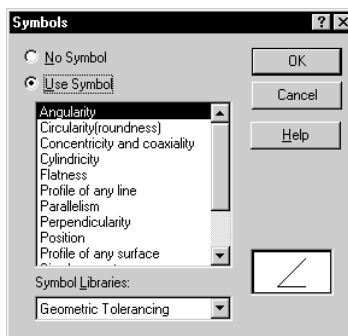 Symbols
No Symbol
Use Symbol
OK
Cancel
Help
Angularity
Circularity(roundness)
Concentricity and coaxiality
Cylindricity
Flatness
Profile of any line
Parallelism
Perpendicularity
Position
Profile of any surface
Symbol Libraries:
Geometric Tolerancing